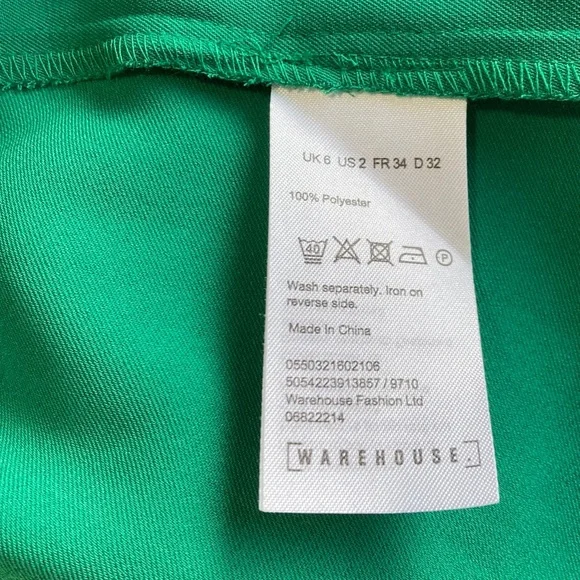 UK 6 US 2 FR 34 D 32
100% Polyester
40 P
Wash separately. Iron on
reverse side.
Made In China
0550321602106
5054223913857 / 9710
Warehouse Fashion Ltd
06822214
[WAREHOUSE.]